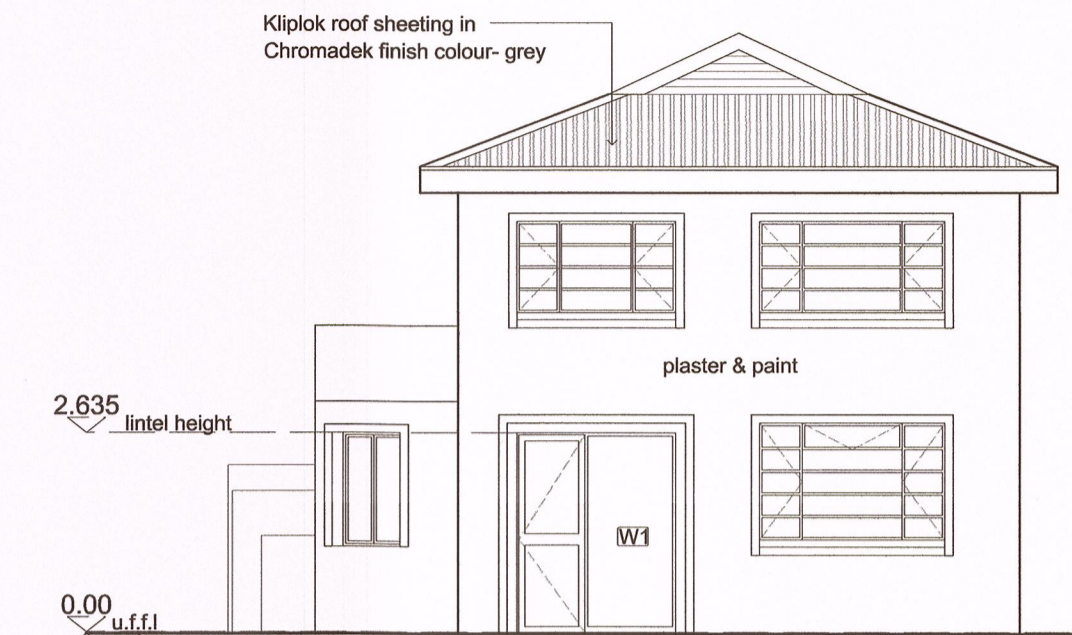 Kliplok roof sheeting in
Chromadek finish colour- grey
plaster & paint
2.635
lintel height
W1
0.00
u.f.f.l